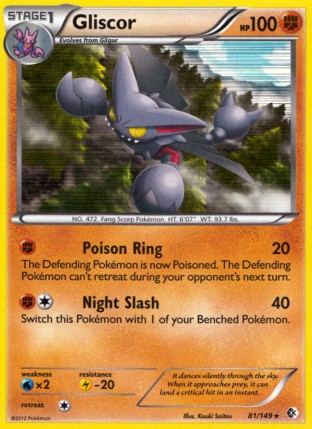 STAGE1 Gliscor HP100
Evolves from Gligar
NO. 472. Fang Scorp Pokémon. HT: 6'07" WT: 93.7 lbs.
Poison Ring 20
The Defending Pokémon is now Poisoned. The Defending
Pokémon can't retreat during your opponent's next turn.
Night Slash 40
Switch this Pokémon with 1 of your Benched Pokémon.
weakness resistance
×2 -20
It dances silently through the sky.
When it approaches prey, it can
land a critical hit in an instant.
retreat
©2012 Pokémon Illus. Kouki Saitou 81/149 ★